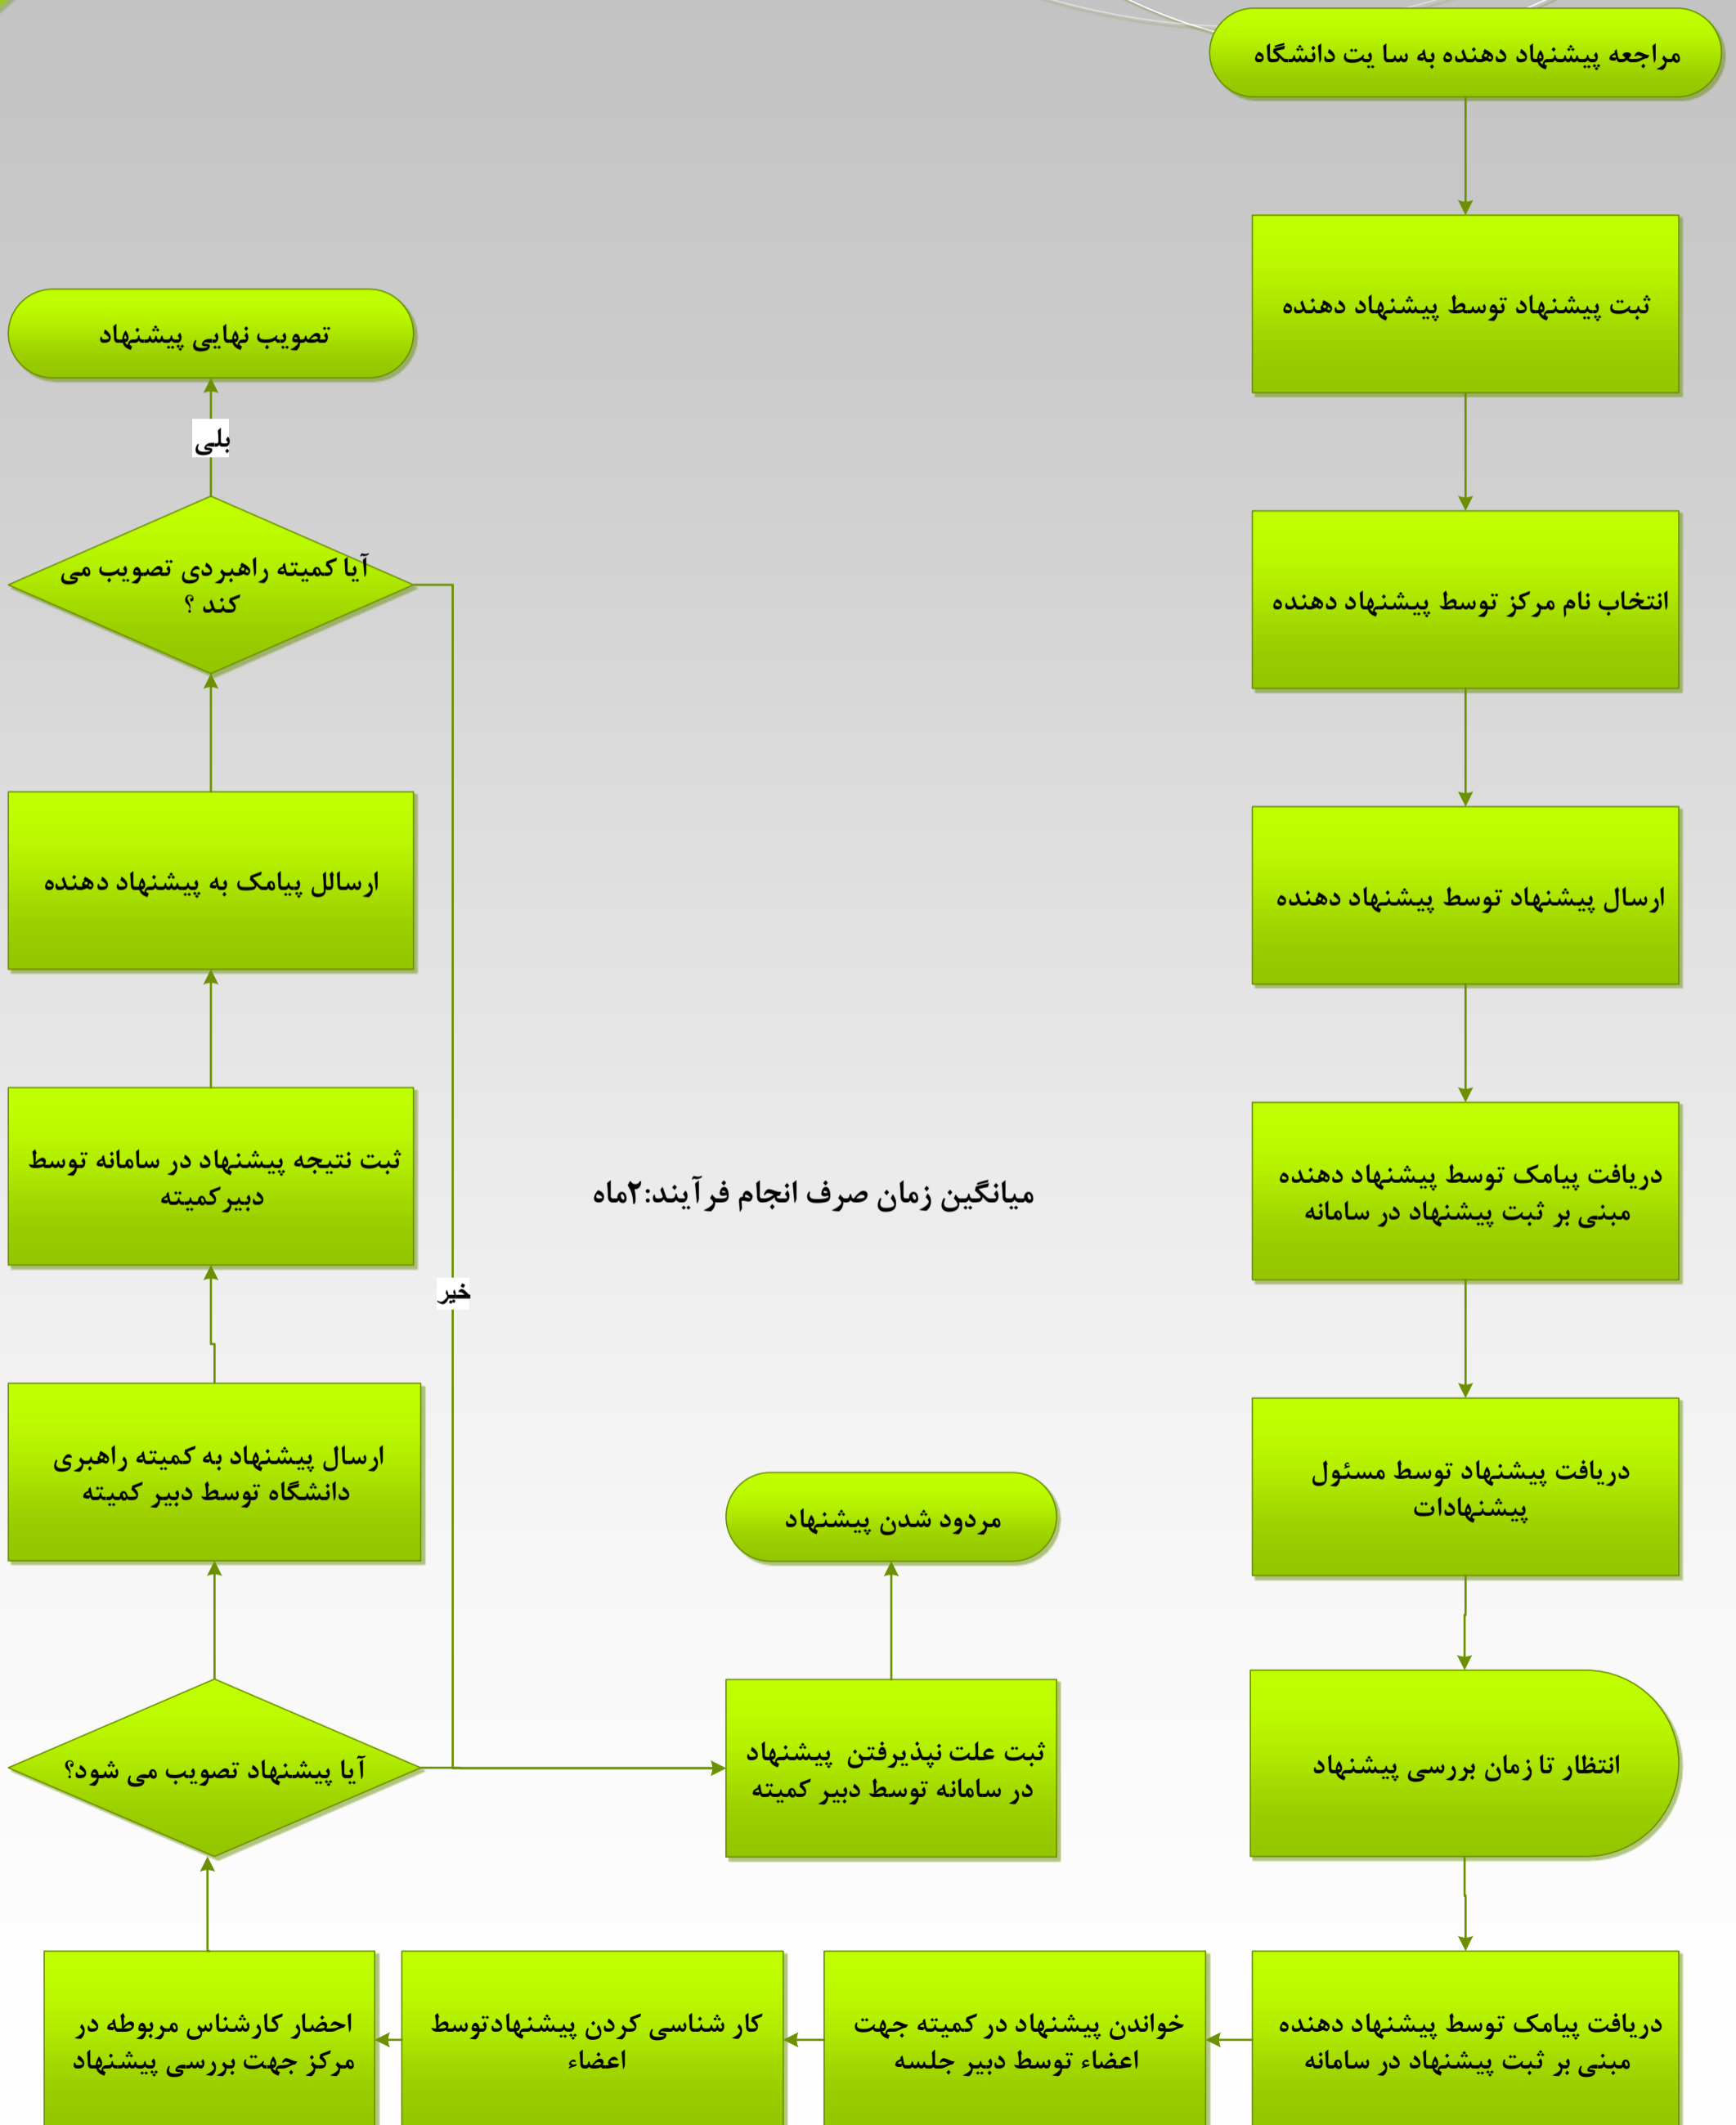 مراجعه پیشنهاد دهنده به سا یت دانشگاه
ثبت پیشنهاد توسط پیشنهاد دهنده
انتخاب نام مرکز توسط پیشنهاد دهنده
ارسال پیشنهاد توسط پیشنهاد دهنده
دریافت پیامک توسط پیشنهاد دهنده
مبنی بر ثبت پیشنهاد در سامانه
دریافت پیشنهاد توسط مسئول
پیشنهادات
انتظار تا زمان بررسی پیشنهاد
دریافت پیامک توسط پیشنهاد دهنده
مبنی بر ثبت پیشنهاد در سامانه
خواندن پیشنهاد در کمیته جهت
اعضاء توسط دبیر جلسه
کار شناسی کردن پیشنهادتوسط
اعضاء
احضار کارشناس مربوطه در
مرکز جهت بررسی پیشنهاد
آیا پیشنهاد تصویب می شود؟
ثبت علت نپذیرفتن پیشنهاد
در سامانه توسط دبیر کمیته
مردود شدن پیشنهاد
ارسال پیشنهاد به کمیته راهبری
دانشگاه توسط دبیر کمیته
ثبت نتیجه پیشنهاد در سامانه توسط
دبیرکمیته
ارسالل پیامک به پیشنهاد دهنده
آیا کمیته راهبردی تصویب می
کند ؟
خیر
بلی
تصویب نهایی پیشنهاد
میانگین زمان صرف انجام فرآیند:۲ماه